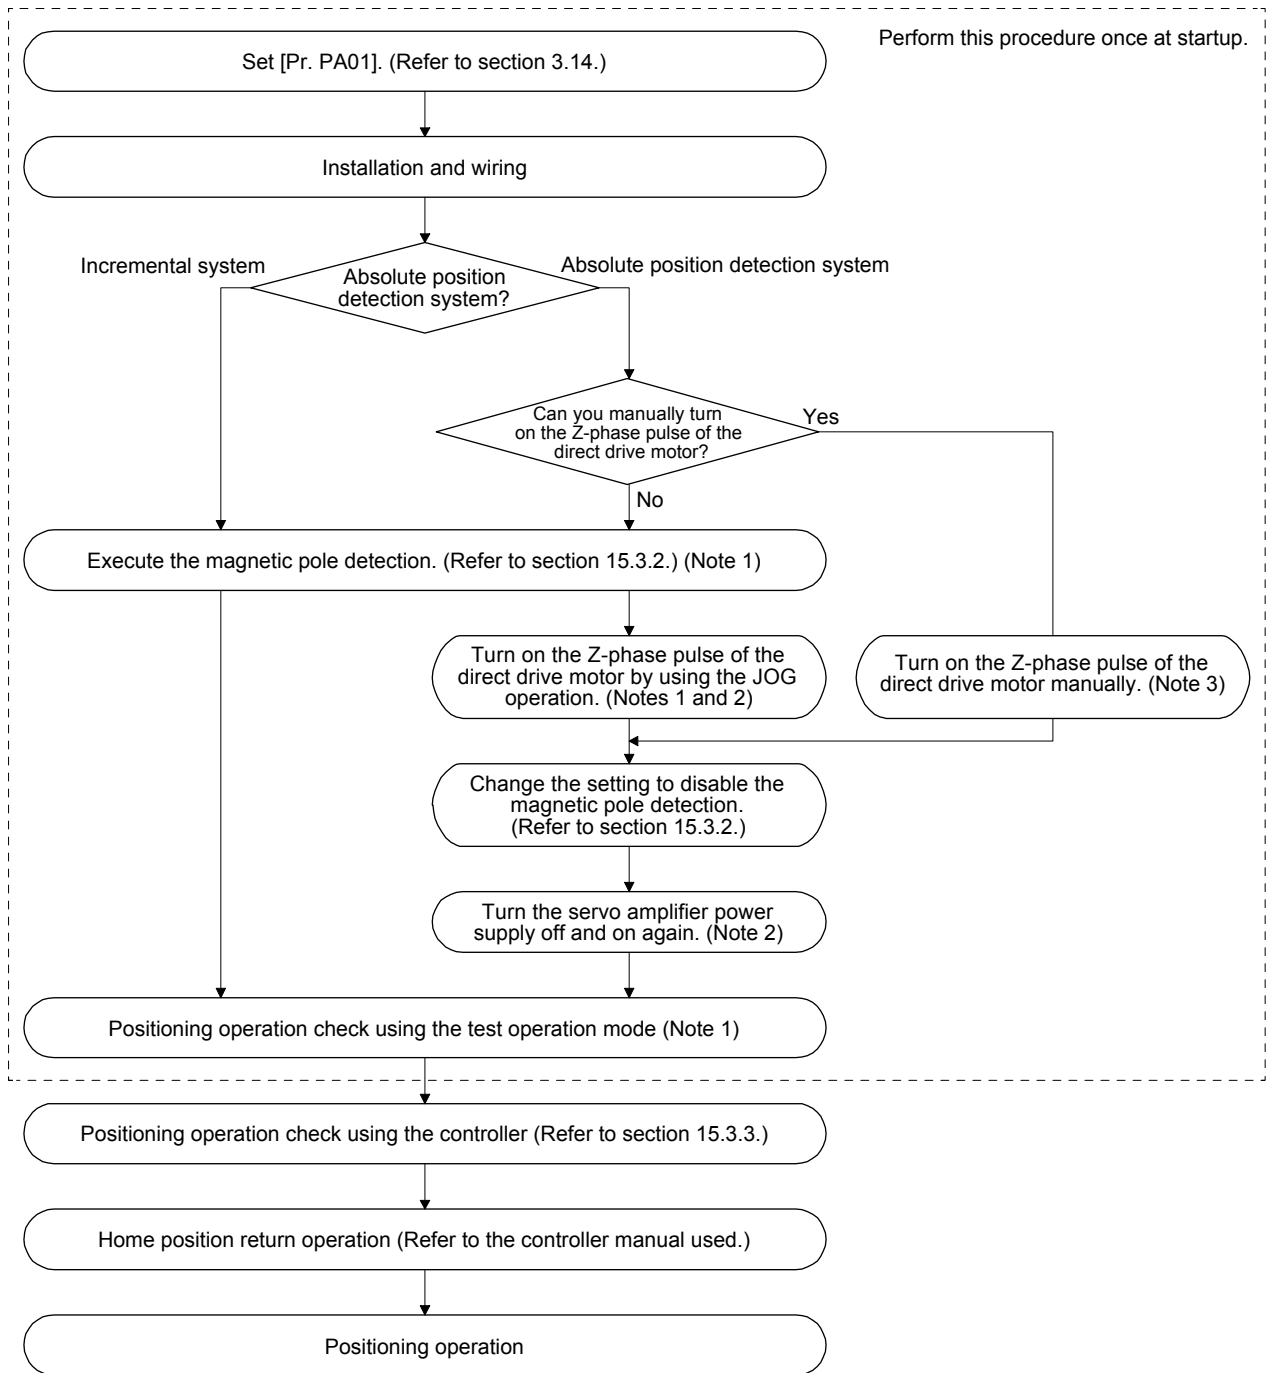 Perform this procedure once at startup.
Set [Pr. PA01]. (Refer to section 3.14.)
Installation and wiring
Incremental system
Absolute position
detection system?
Absolute position detection system
Can you manually turn
on the Z-phase pulse of the
direct drive motor?
Yes
No
Execute the magnetic pole detection. (Refer to section 15.3.2.) (Note 1)
Turn on the Z-phase pulse of the
direct drive motor by using the JOG
operation. (Notes 1 and 2)
Turn on the Z-phase pulse of the
direct drive motor manually. (Note 3)
Change the setting to disable the
magnetic pole detection.
(Refer to section 15.3.2.)
Turn the servo amplifier power
supply off and on again. (Note 2)
Positioning operation check using the test operation mode (Note 1)
Positioning operation check using the controller (Refer to section 15.3.3.)
Home position return operation (Refer to the controller manual used.)
Positioning operation